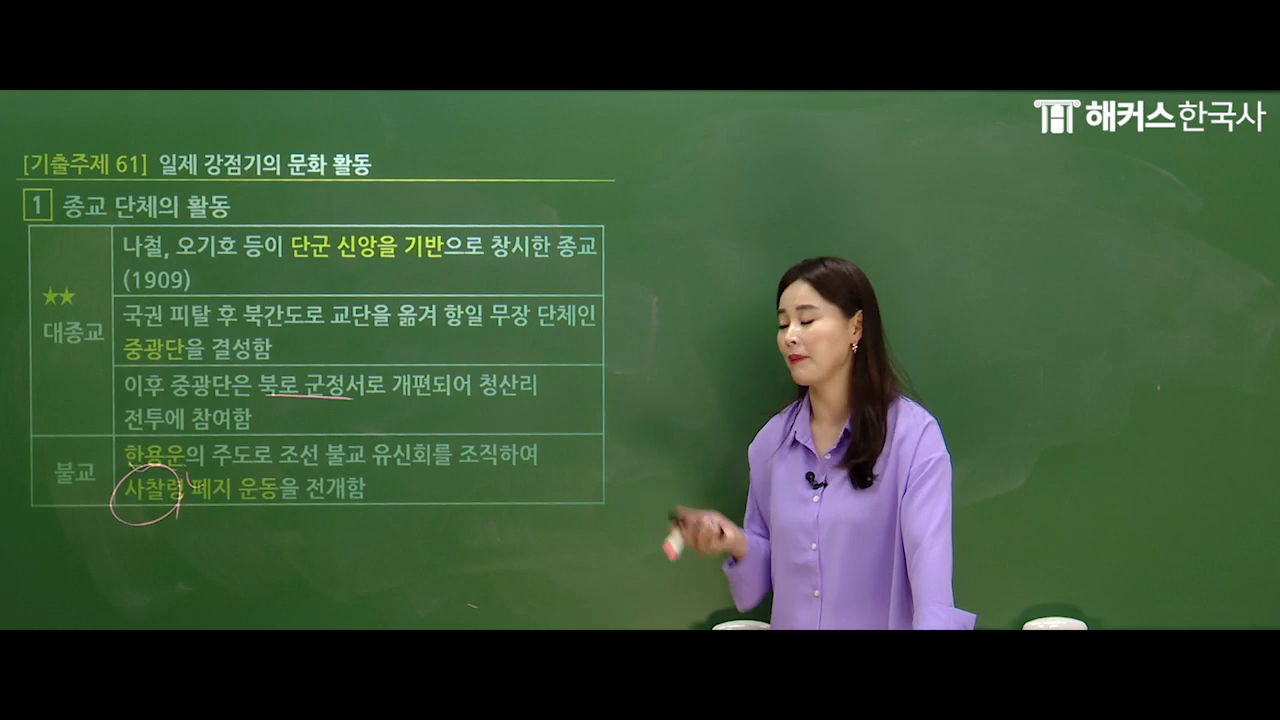 해커스한국사
[기출주제 61] 일제 강점기의 문화 활동
1 종교 단체의 활동
★★
대종교
나철, 오기호 등이 단군 신앙을 기반으로 창시한 종교
(1909)
국권 피탈 후 북간도로 교단을 옮겨 항일 무장 단체인
중광단을 결성함
이후 중광단은 북로 군정서로 개편되어 청산리
전투에 참여함
불교
한용운의 주도로 조선 불교 유신회를 조직하여
사찰령 폐지 운동을 전개함